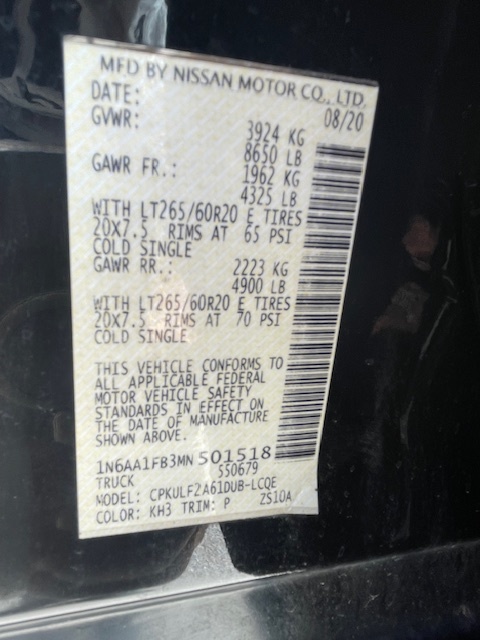 MFD BY NISSAN MOTOR CO., LTD.
DATE: 08/20
GVWR: 3924 KG
8650 LB
GAWR FR.: 1962 KG
4325 LB
WITH LT265/60R20 E TIRES
20X7.5 RIMS AT 65 PSI
COLD SINGLE
GAWR RR.: 2223 KG
4900 LB
WITH LT265/60R20 E TIRES
20X7.5 RIMS AT 70 PSI
COLD SINGLE
THIS VEHICLE CONFORMS TO
ALL APPLICABLE FEDERAL
MOTOR VEHICLE SAFETY
STANDARDS IN EFFECT ON
THE DATE OF MANUFACTURE
SHOWN ABOVE.
1N6AA1FB3MN501518
TRUCK 550679
MODEL: CPKULFZA61DUB-LCQE
COLOR: KH3 TRIM: P ZS10A